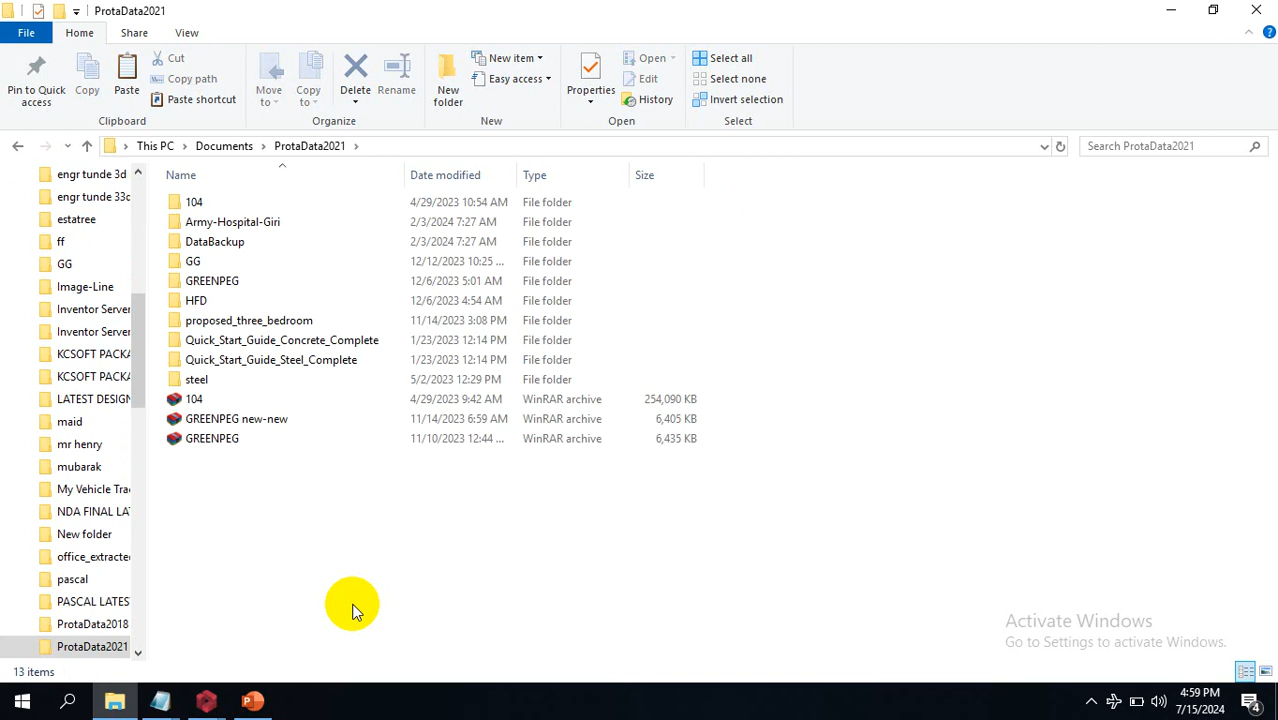 ProtaData2021
File Home Share View
Pin to Quick access
Copy
Paste
Cut
Copy path
Paste shortcut
Clipboard
Move to
Copy to
Delete
Rename
Organize
New folder
New item
Easy access
New
Properties
Open
Edit
History
Open
Select all
Select none
Invert selection
Select
This PC Documents ProtaData2021
Search ProtaData2021
engr tunde 3d
engr tunde 33d
estatree
ff
GG
Image-Line
Inventor Server
Inventor Server
KCSOFT PACKA
KCSOFT PACKA
LATEST DESIGN
maid
mr henry
mubarak
My Vehicle Tra
NDA FINAL LA
New folder
office_extracte
pascal
PASCAL LATES
ProtaData2018
ProtaData2021
Name Date modified Type Size
104 4/29/2023 10:54 AM File folder
Army-Hospital-Giri 2/3/2024 7:27 AM File folder
DataBackup 2/3/2024 7:27 AM File folder
GG 12/12/2023 10:25 ... File folder
GREENPEG 12/6/2023 5:01 AM File folder
HFD 12/6/2023 4:54 AM File folder
proposed_three_bedroom 11/14/2023 3:08 PM File folder
Quick_Start_Guide_Concrete_Complete 1/23/2023 12:14 PM File folder
Quick_Start_Guide_Steel_Complete 1/23/2023 12:14 PM File folder
steel 5/2/2023 12:29 PM File folder
104 4/29/2023 9:42 AM WinRAR archive 254,090 KB
GREENPEG new-new 11/14/2023 6:59 AM WinRAR archive 6,405 KB
GREENPEG 11/10/2023 12:44 ... WinRAR archive 6,435 KB
Activate Windows
Go to Settings to activate Windows.
13 items
4:59 PM
7/15/2024
4